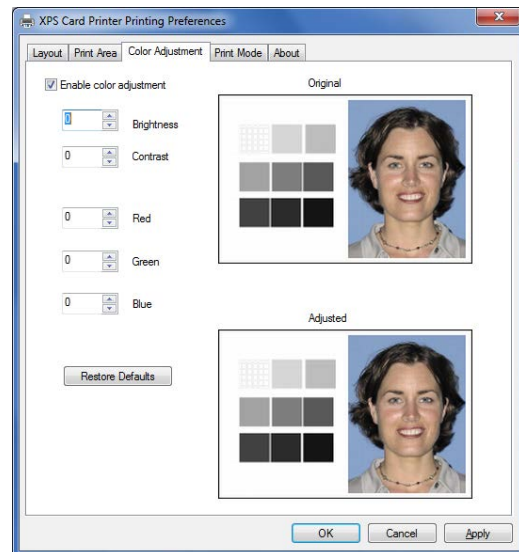 XPS Card Printer Printing Preferences
Layout Print Area Color Adjustment Print Mode About
Enable color adjustment
Original
0 Brightness
0 Contrast
0 Red
0 Green
0 Blue
Adjusted
Restore Defaults
OK Cancel Apply